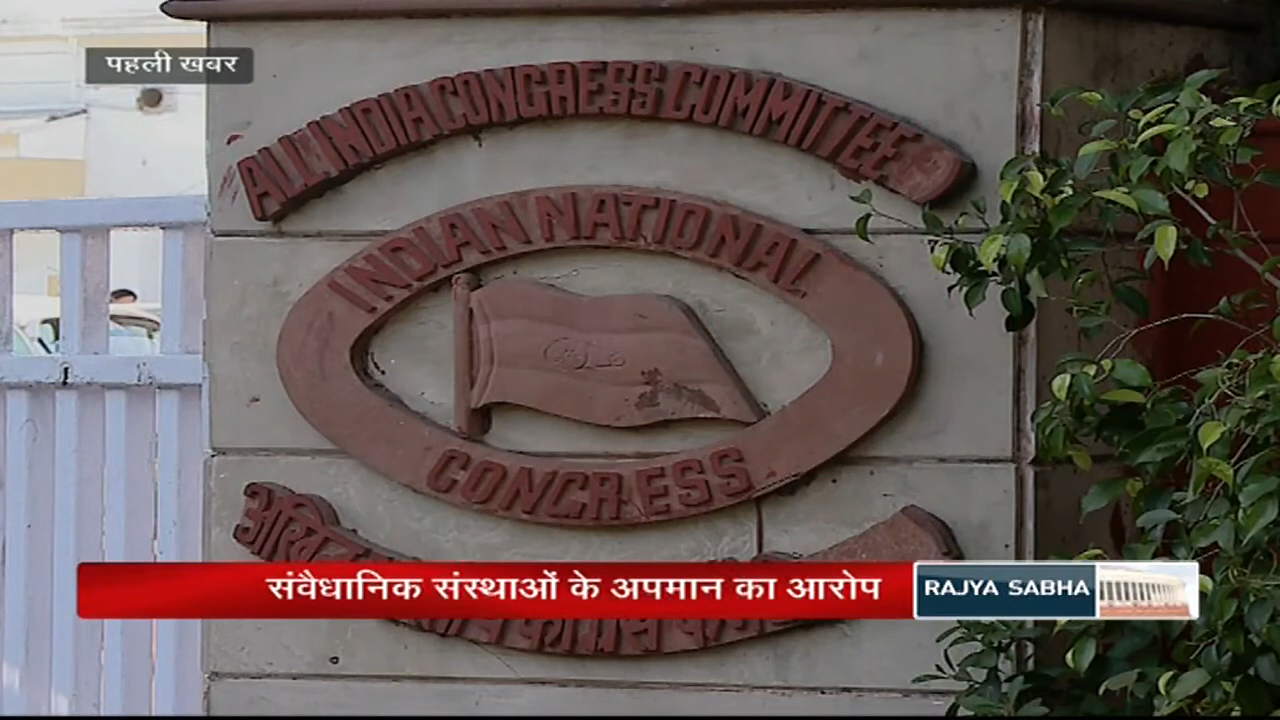 पहली खबर
ALL INDIA CONGRESS COMMITTEE
INDIAN NATIONAL
CONGRESS
संवैधानिक संस्थाओं के अपमान का आरोप
RAJYA SABHA